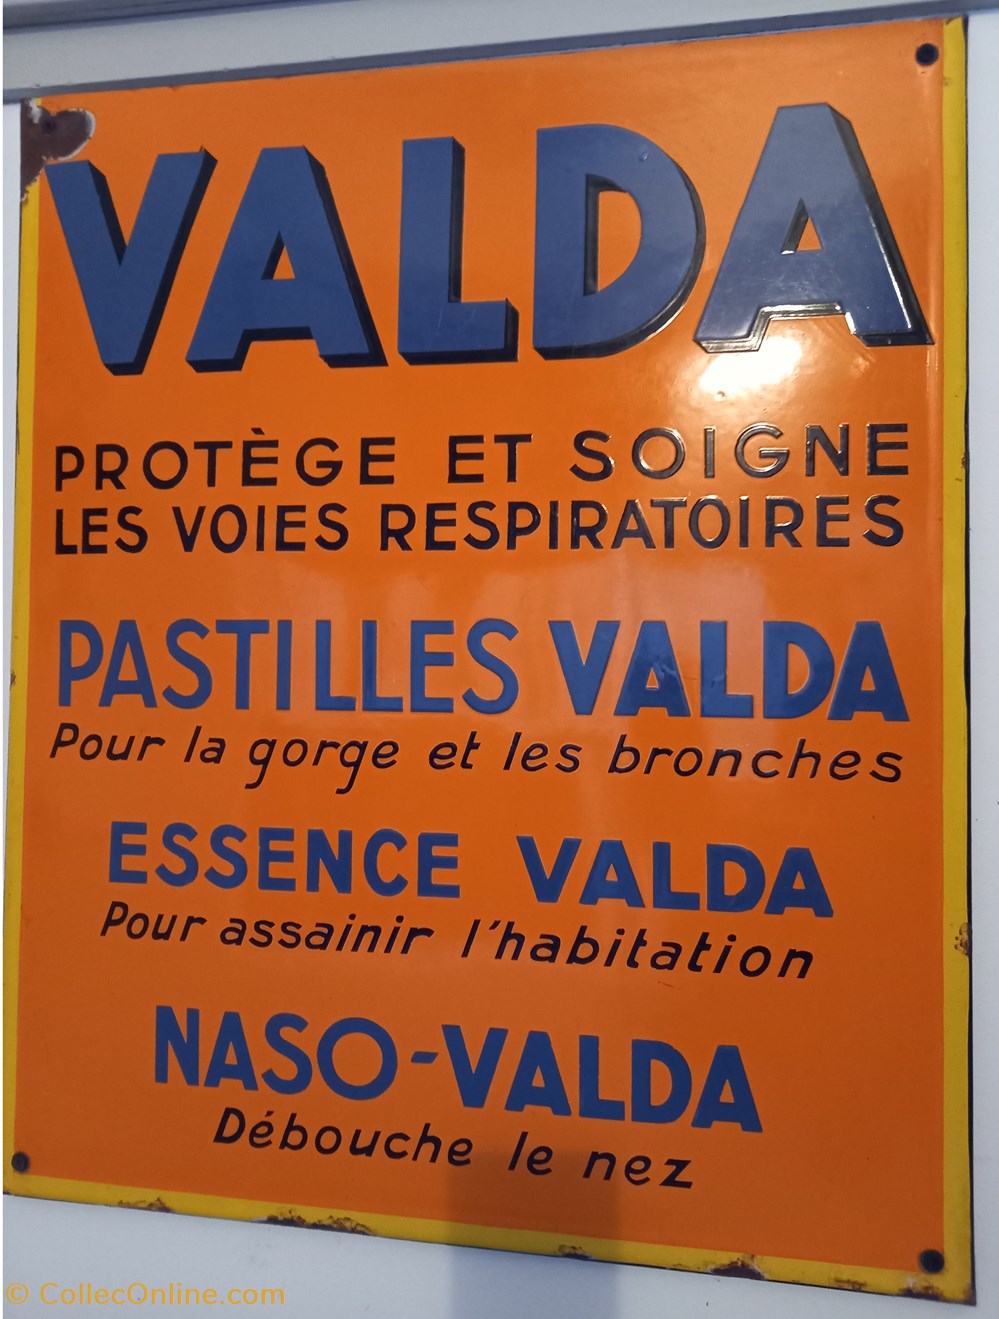 VALDA
PROTÈGE ET SOIGNE
LES VOIES RESPIRATOIRES
PASTILLES VALDA
Pour la gorge et les bronches
ESSENCE VALDA
Pour assainir l'habitation
NASO-VALDA
Débouche le nez
© CollecOnline.com